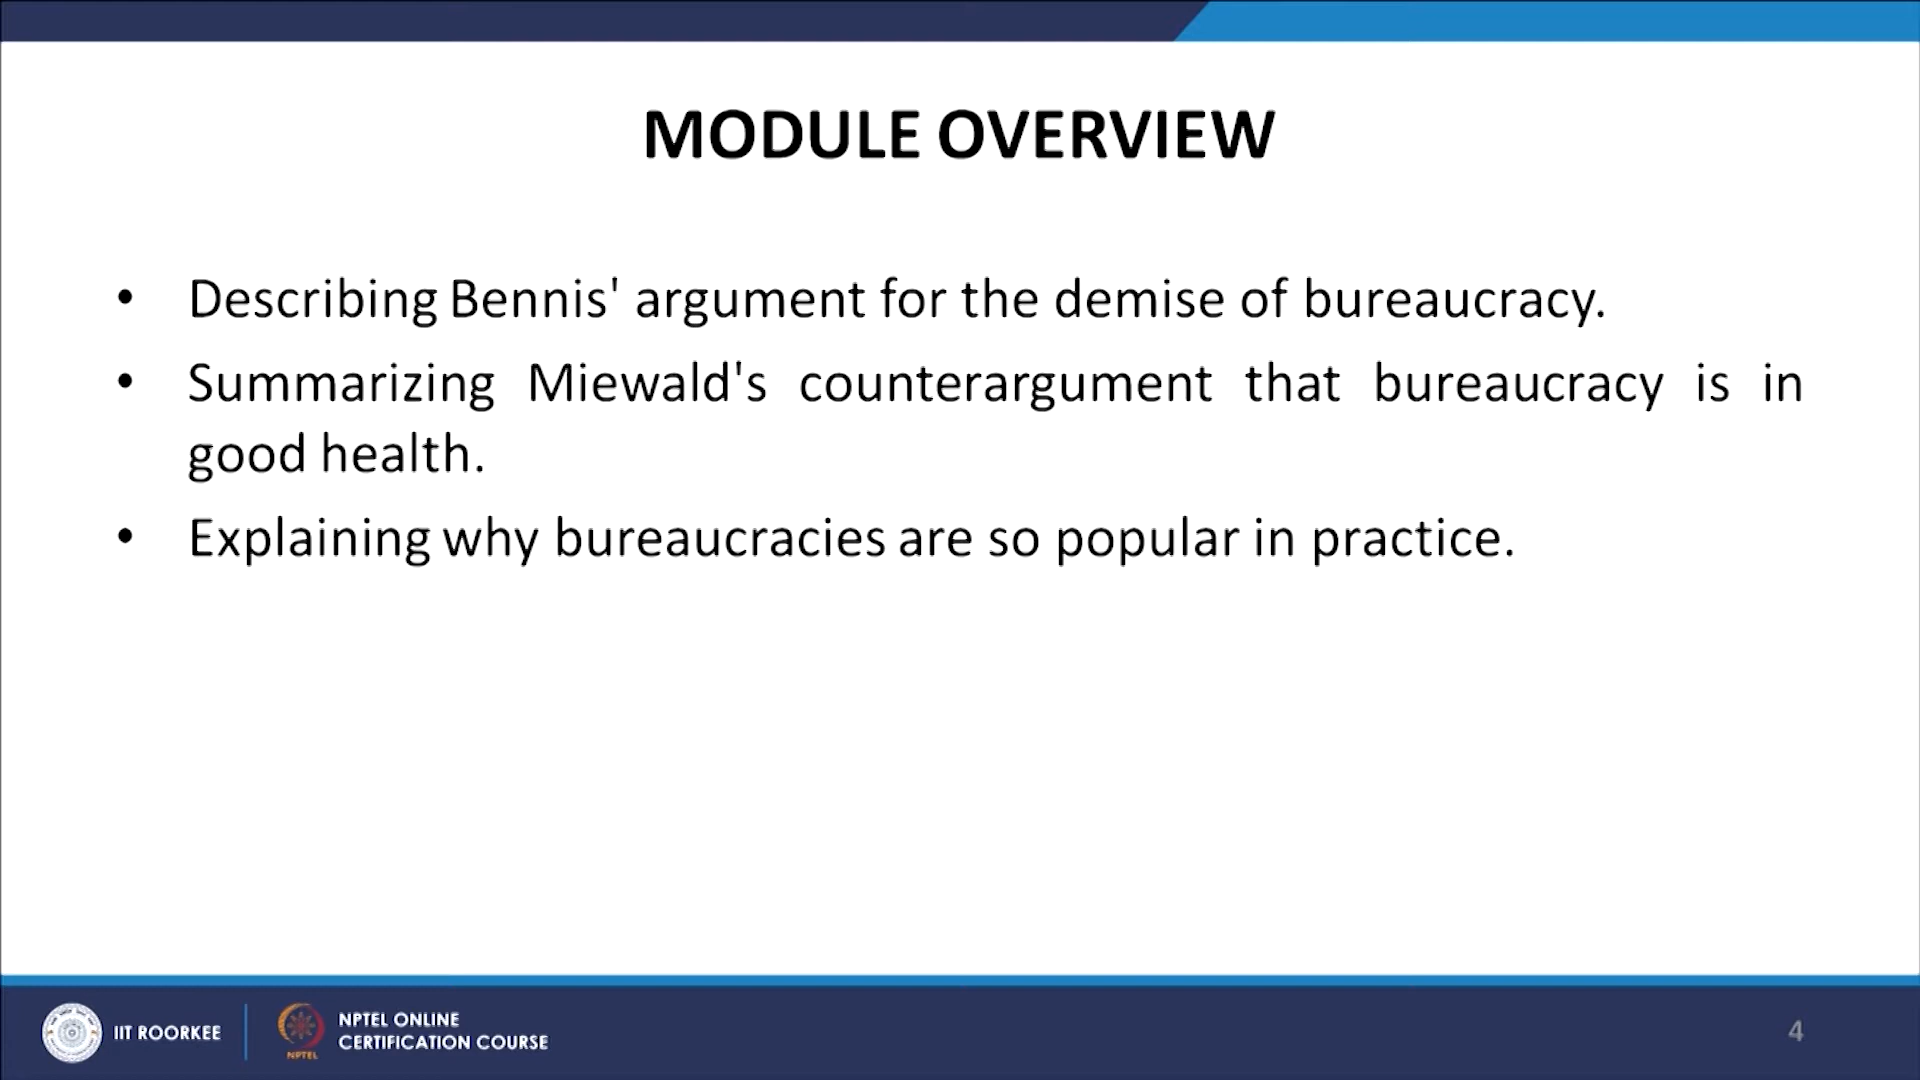 MODULE OVERVIEW
• Describing Bennis' argument for the demise of bureaucracy.
• Summarizing Miewald's counterargument that bureaucracy is in
good health.
• Explaining why bureaucracies are so popular in practice.
IIT ROORKEE
NPTEL
NPTEL ONLINE
CERTIFICATION COURSE
4